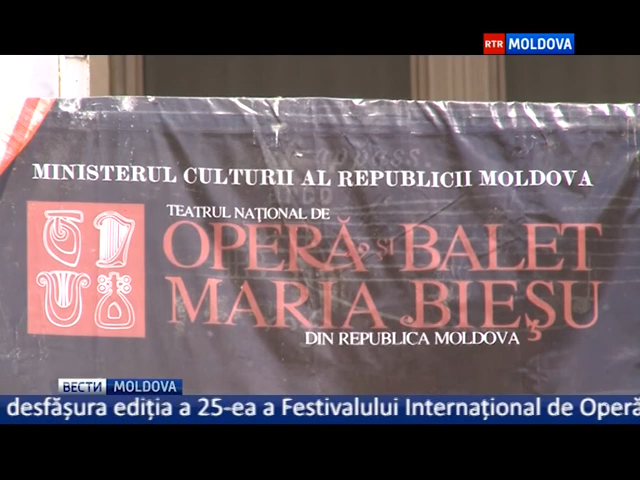 RTR MOLDOVA
MINISTERUL CULTURII AL REPUBLICII MOLDOVA
TEATRUL NAȚIONAL DE
OPERĂ ȘI BALET
MARIA BIEȘU
DIN REPUBLICA MOLDOVA
ВЕСТИ MOLDOVA
desfășura ediția a 25-ea a Festivalului Internațional de Operă